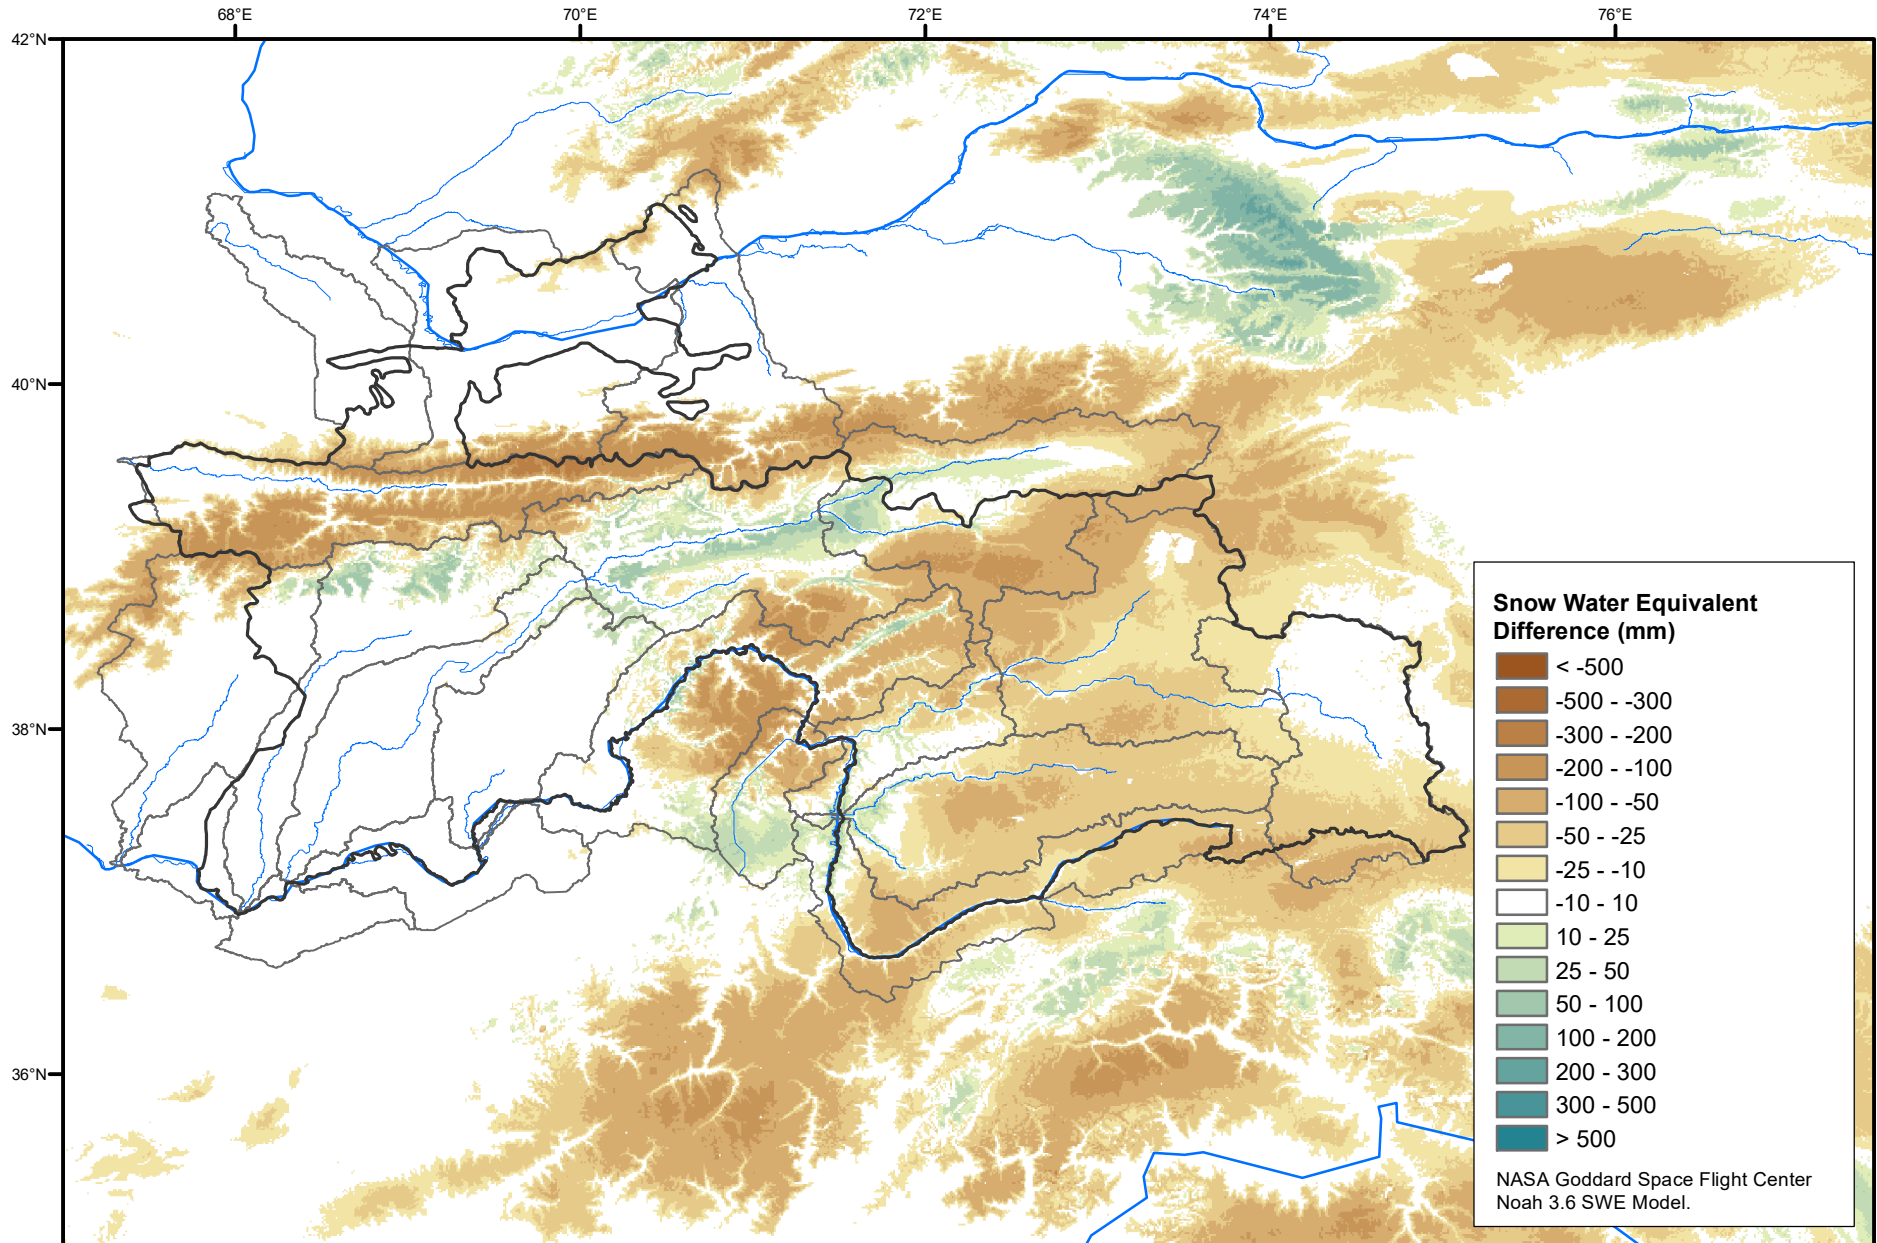 68°E
70°E
72°E
74°E
76°E
42°N
40°N
38°N
36°N
Snow Water Equivalent
Difference (mm)
< -500
-500 - -300
-300 - -200
-200 - -100
-100 - -50
-50 - -25
-25 - -10
-10 - 10
10 - 25
25 - 50
50 - 100
100 - 200
200 - 300
300 - 500
> 500
NASA Goddard Space Flight Center
Noah 3.6 SWE Model.